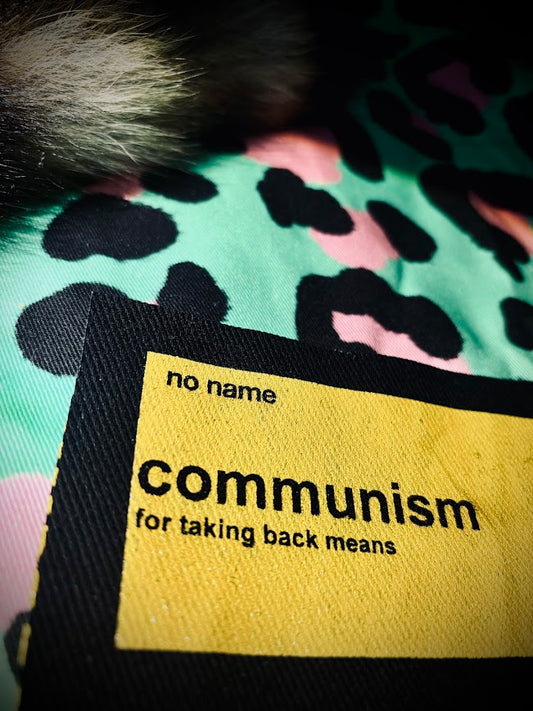 no name
communism
for taking back means